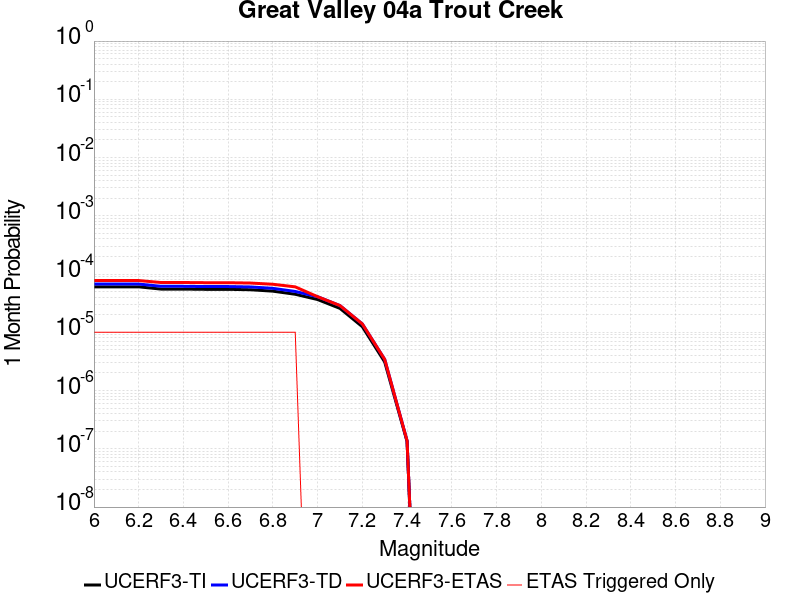 Great Valley 04a Trout Creek
10^0
10^-1
10^-2
10^-3
10^-4
10^-5
10^-6
10^-7
10^-8
1 Month Probability
6 6.2 6.4 6.6 6.8 7 7.2 7.4 7.6 7.8 8 8.2 8.4 8.6 8.8 9
Magnitude
UCERF3-TI UCERF3-TD UCERF3-ETAS ETAS Triggered Only